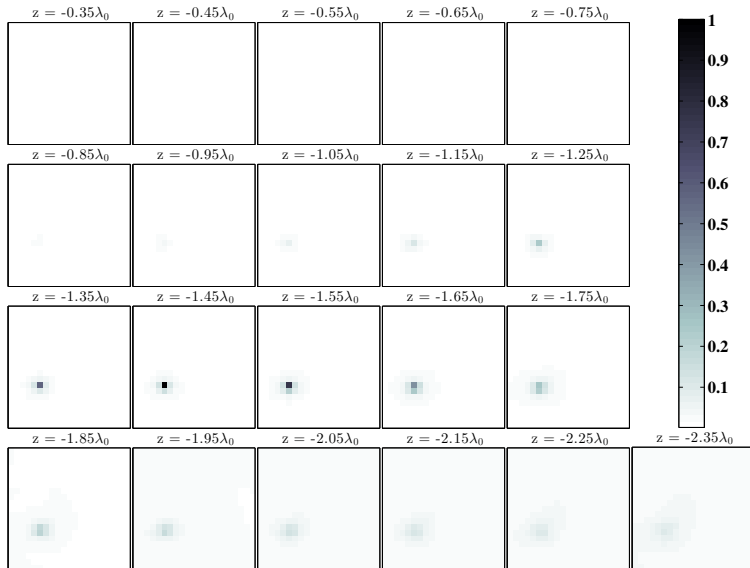 z = -0.35λ₀ z = -0.45λ₀ z = -0.55λ₀ z = -0.65λ₀ z = -0.75λ₀
z = -0.85λ₀ z = -0.95λ₀ z = -1.05λ₀ z = -1.15λ₀ z = -1.25λ₀
z = -1.35λ₀ z = -1.45λ₀ z = -1.55λ₀ z = -1.65λ₀ z = -1.75λ₀
z = -1.85λ₀ z = -1.95λ₀ z = -2.05λ₀ z = -2.15λ₀ z = -2.25λ₀ z = -2.35λ₀
1
0.9
0.8
0.7
0.6
0.5
0.4
0.3
0.2
0.1